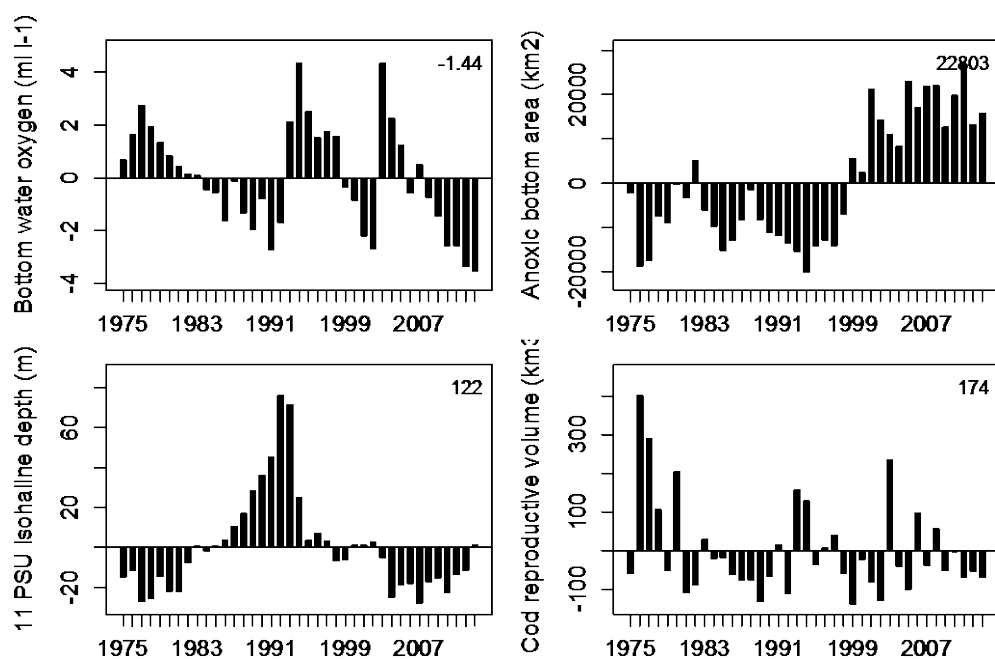 Bottom water oxygen (ml l-1)
4
2
0
-2
-4
-1.44
1975 1983 1991 1999 2007
Anoxic bottom area (km2)
20000
0
-20000
22803
1975 1983 1991 1999 2007
11 PSU Isohaline depth (m)
60
20
-20
122
1975 1983 1991 1999 2007
Cod reproductive volume (km3
300
100
-100
174
1975 1983 1991 1999 2007